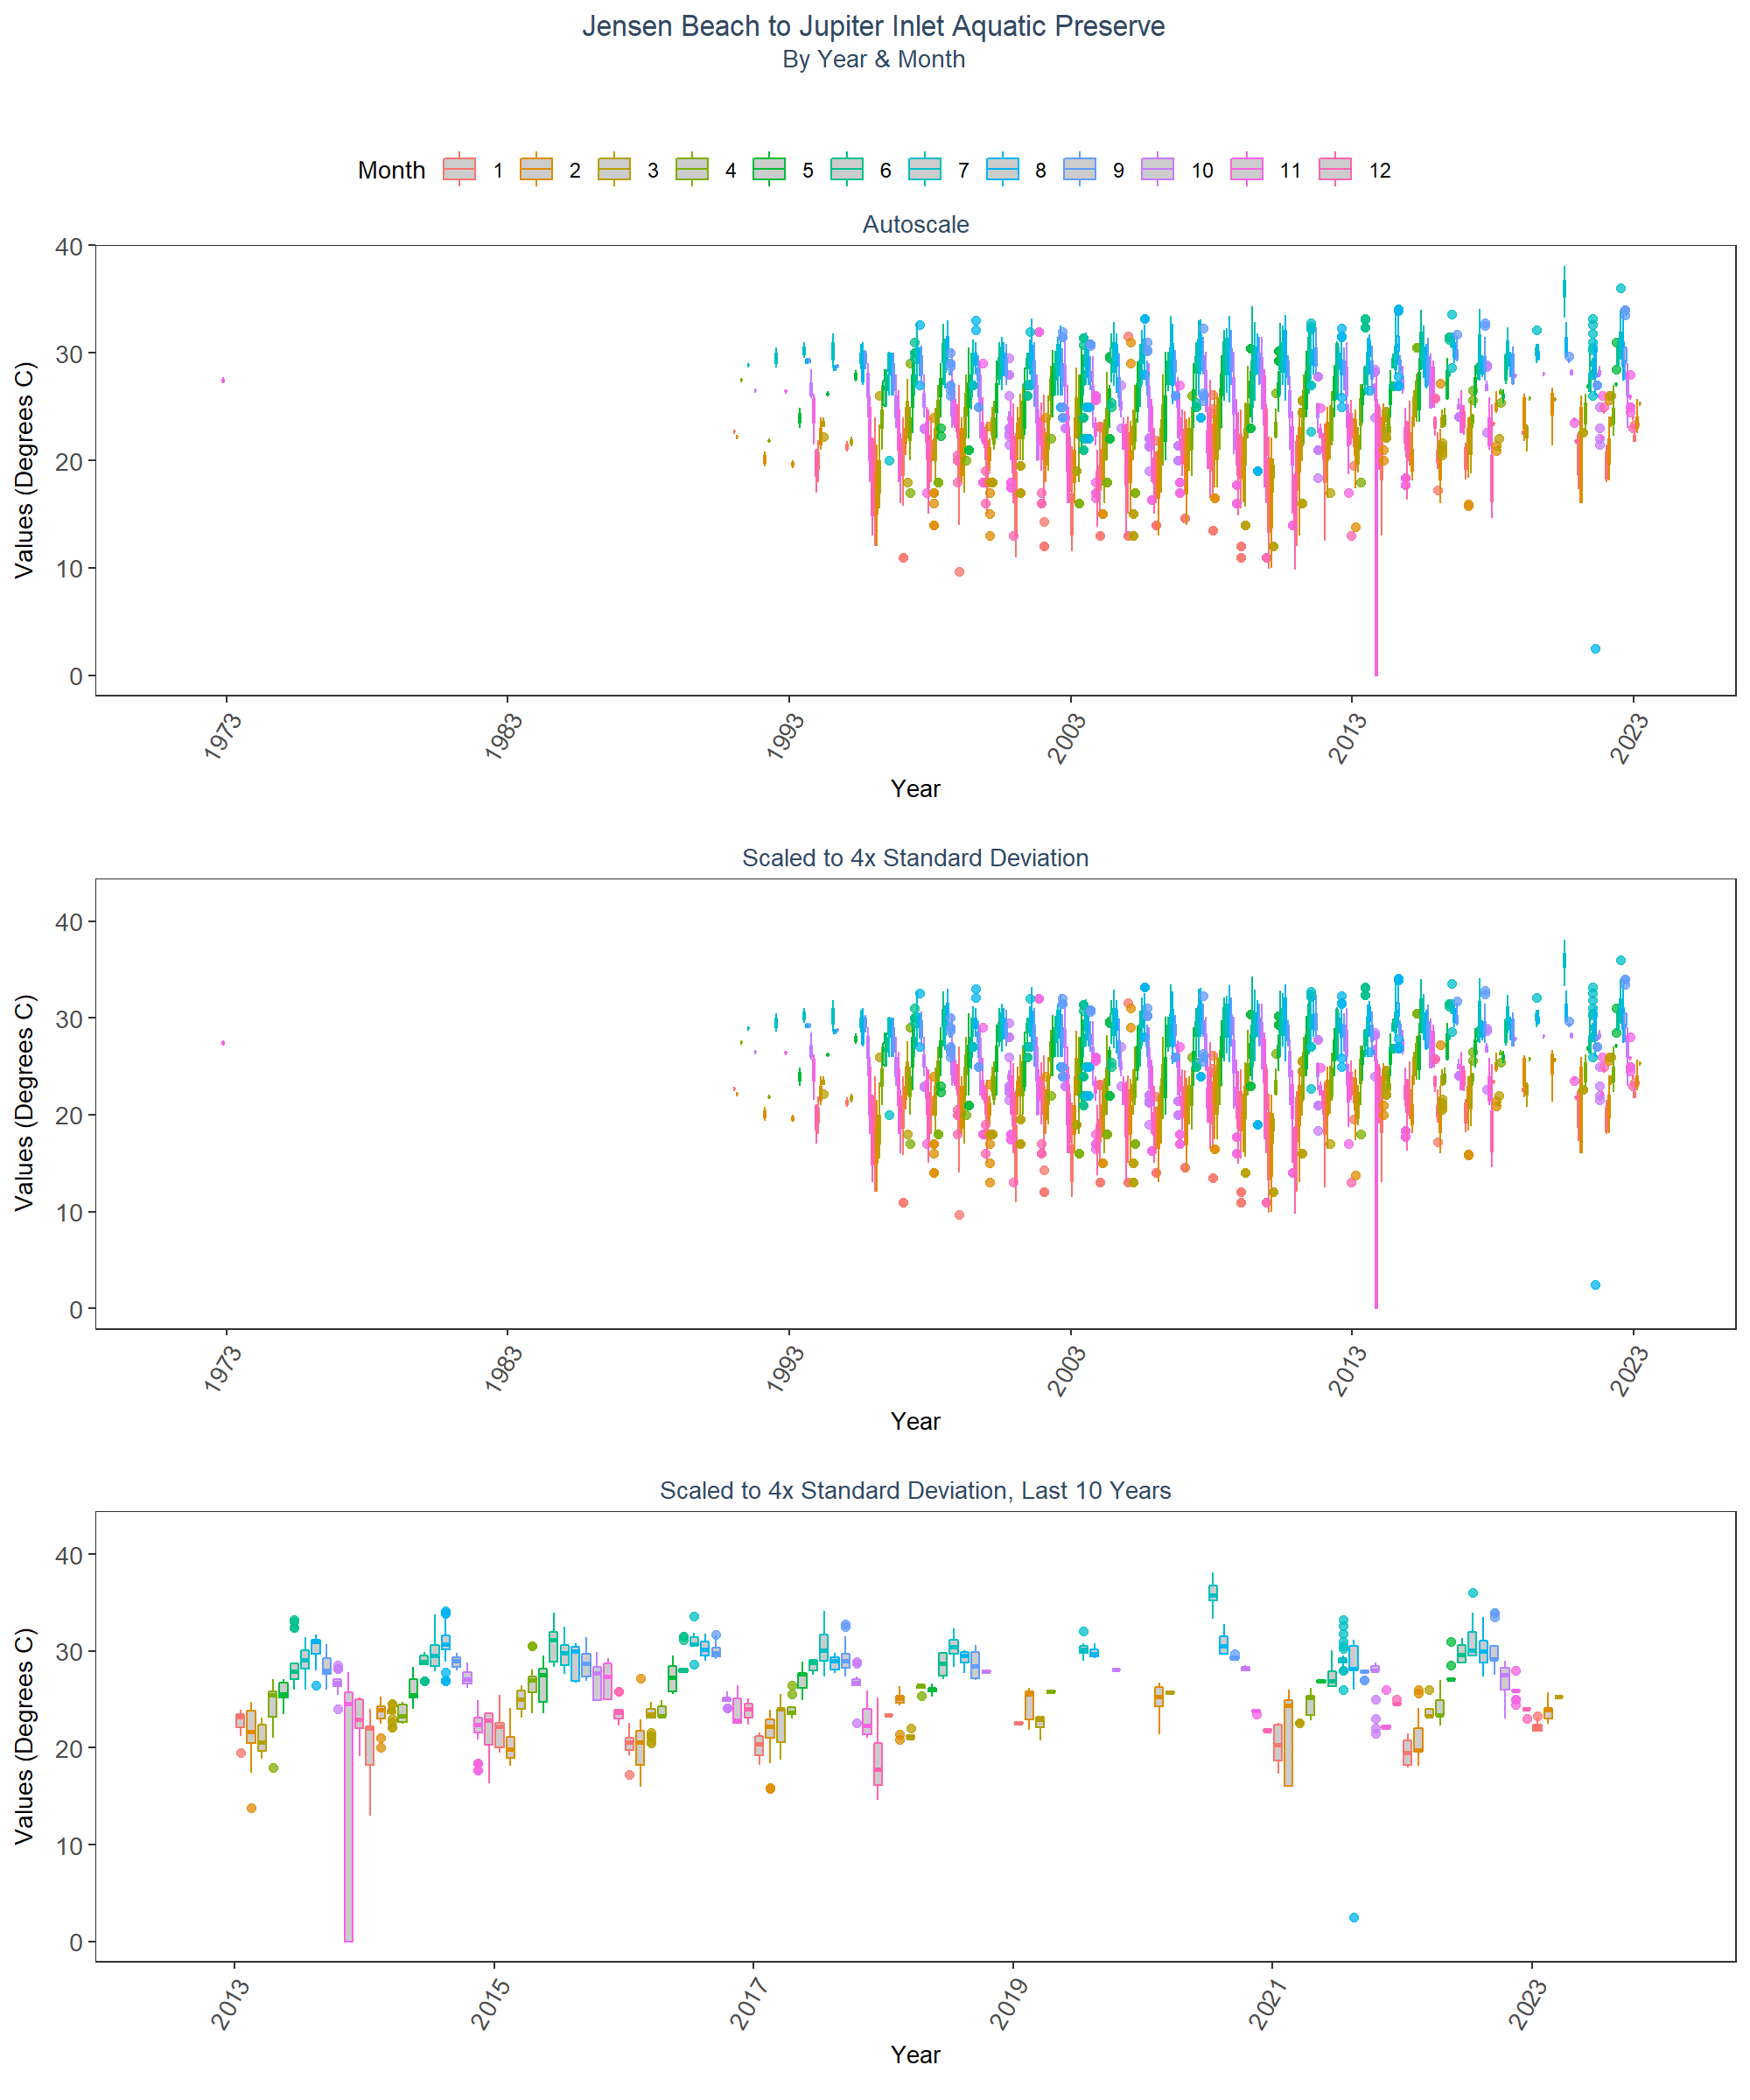 Jensen Beach to Jupiter Inlet Aquatic Preserve
By Year & Month
Month 1 2 3 4 5 6 7 8 9 10 11 12
Autoscale
40
30
20
10
0
Values (Degrees C)
1973 1983 1993 2003 2013 2023
Year
Scaled to 4x Standard Deviation
40
30
20
10
0
Values (Degrees C)
1973 1983 1993 2003 2013 2023
Year
Scaled to 4x Standard Deviation, Last 10 Years
40
30
20
10
0
Values (Degrees C)
2013 2015 2017 2019 2021 2023
Year